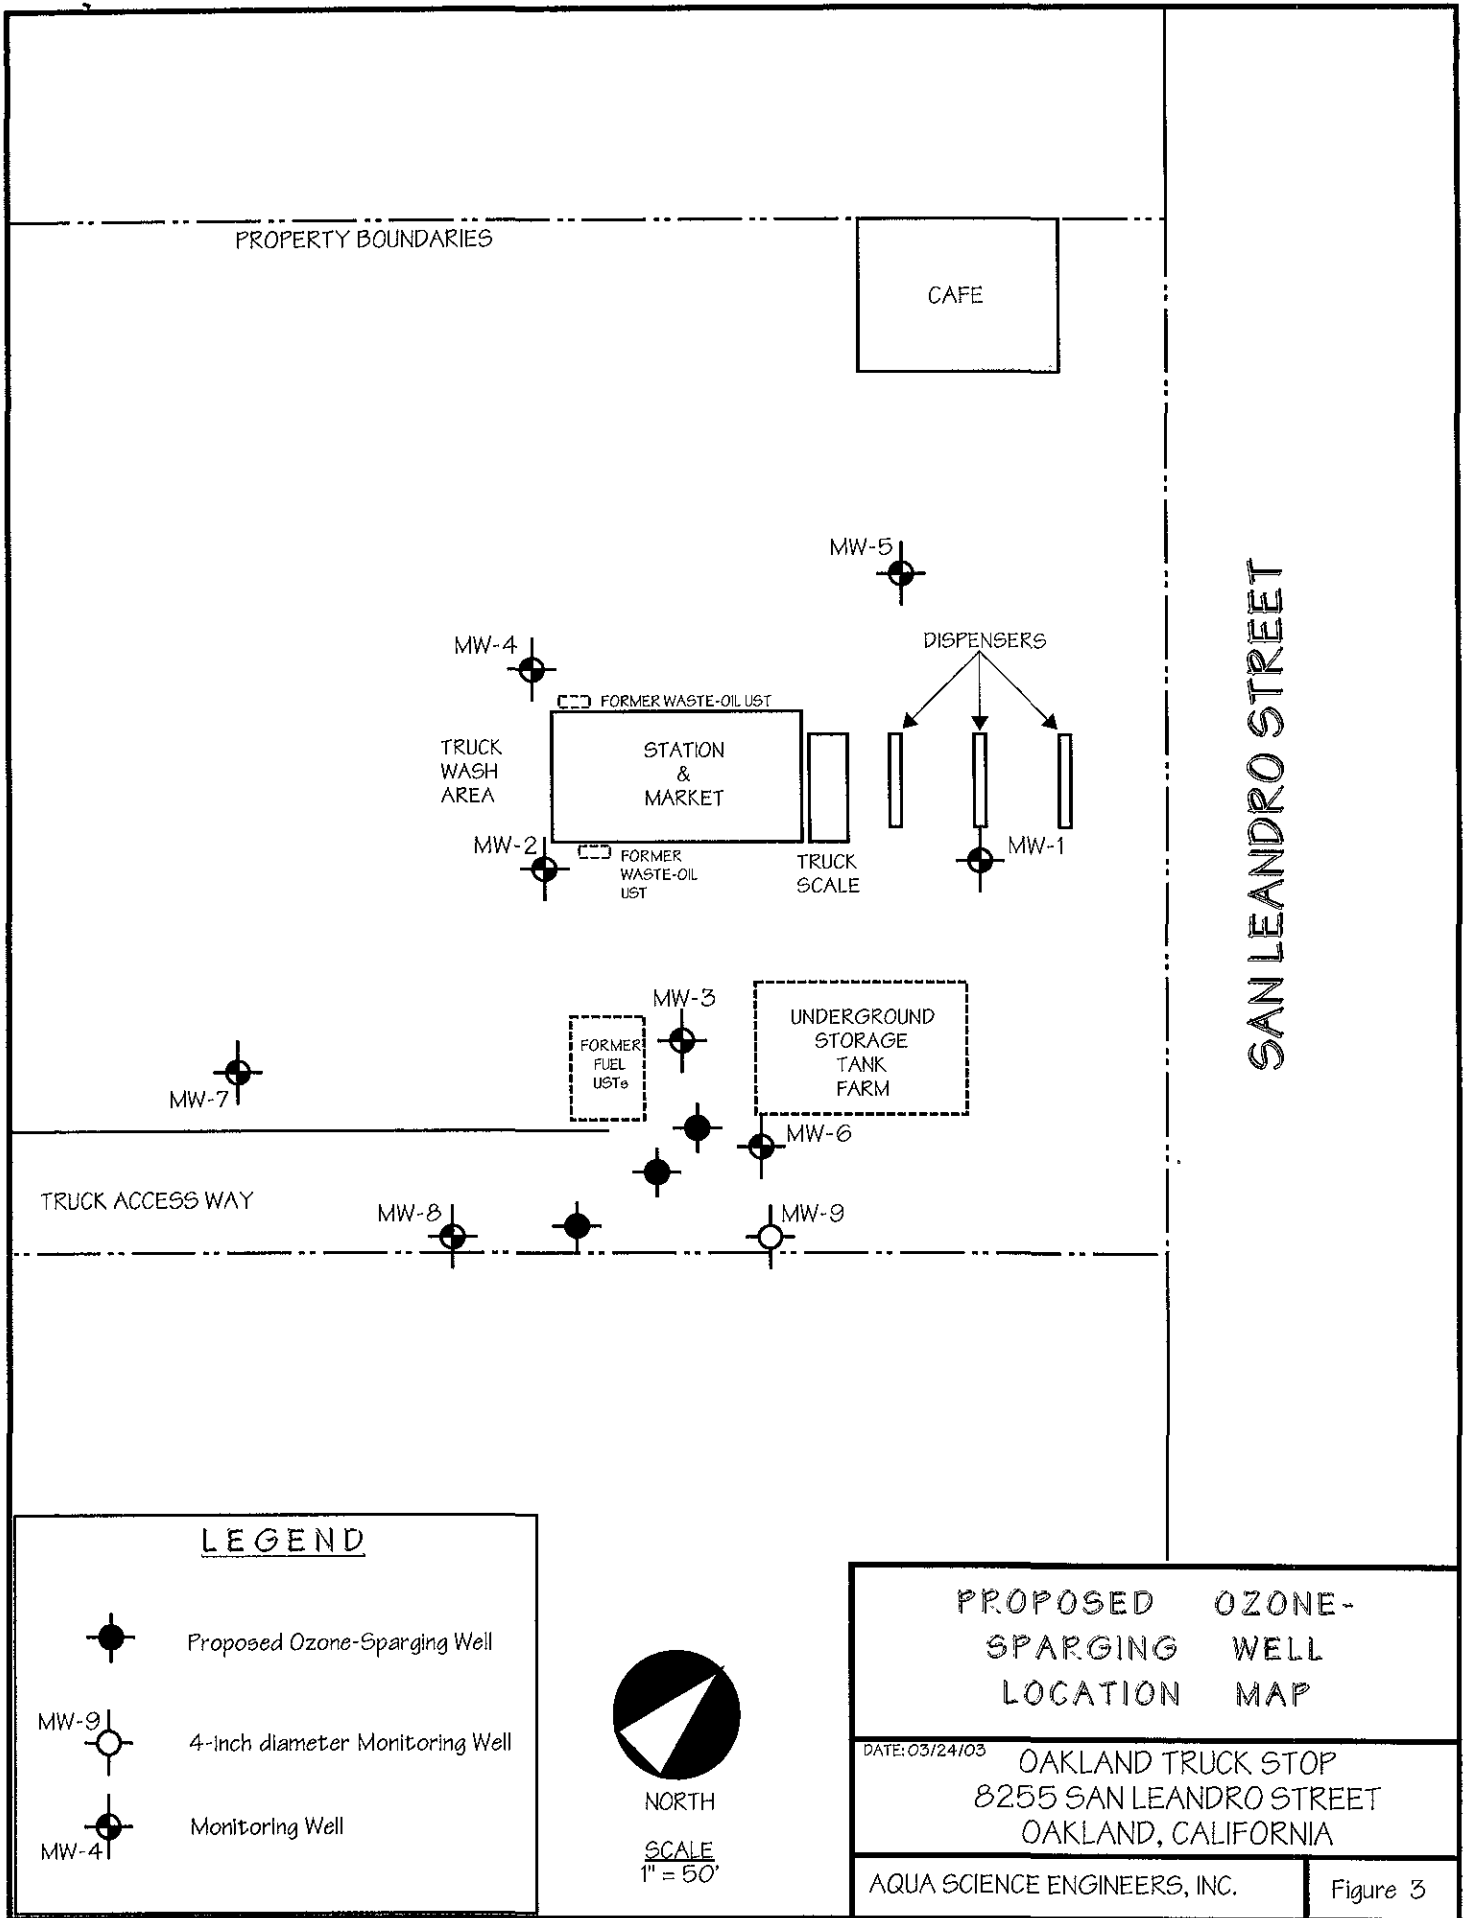 PROPERTY BOUNDARIES
CAFE
MW-5
MW-4
DISPENSERS
FORMER WASTE-OIL UST
TRUCK
WASH
AREA
STATION
&
MARKET
MW-2
FORMER
WASTE-OIL
UST
TRUCK
SCALE
MW-1
SAN LEANDRO STREET
MW-3
FORMER
FUEL
USTs
UNDERGROUND
STORAGE
TANK
FARM
MW-7
MW-6
TRUCK ACCESS WAY
MW-8
MW-9
LEGEND
Proposed Ozone-Sparging Well
MW-9
4-inch diameter Monitoring Well
Monitoring Well
MW-4
NORTH
SCALE
1" = 50'
PROPOSED OZONE-
SPARGING WELL
LOCATION MAP
DATE: 03/24/03
OAKLAND TRUCK STOP
8255 SAN LEANDRO STREET
OAKLAND, CALIFORNIA
AQUA SCIENCE ENGINEERS, INC.
Figure 3